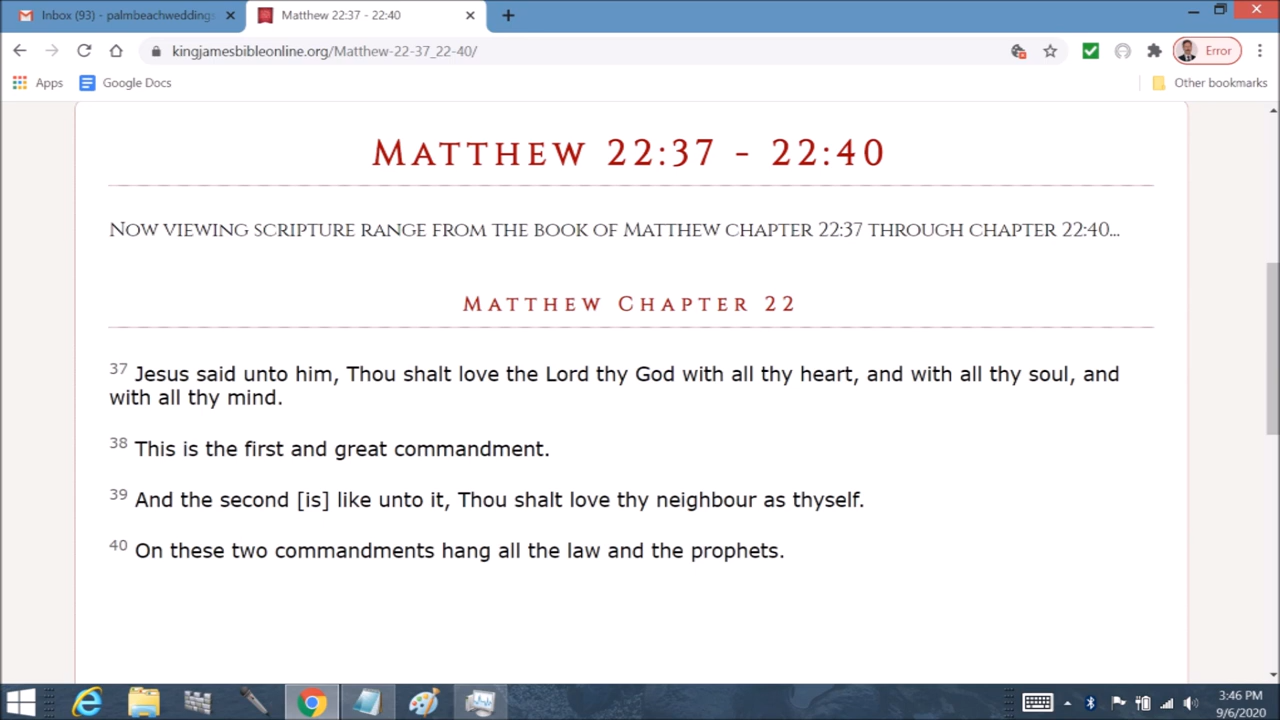 Inbox (93) - palmbeachwedding
Matthew 22:37 - 22:40
kingjamesbibleonline.org/Matthew-22-37_22-40/
Error
Apps
Google Docs
Other bookmarks
Matthew 22:37 - 22:40
Now viewing scripture range from the book of Matthew chapter 22:37 through chapter 22:40...
Matthew Chapter 22
37 Jesus said unto him, Thou shalt love the Lord thy God with all thy heart, and with all thy soul, and
with all thy mind.
38 This is the first and great commandment.
39 And the second [is] like unto it, Thou shalt love thy neighbour as thyself.
40 On these two commandments hang all the law and the prophets.
3:46 PM
9/6/2020